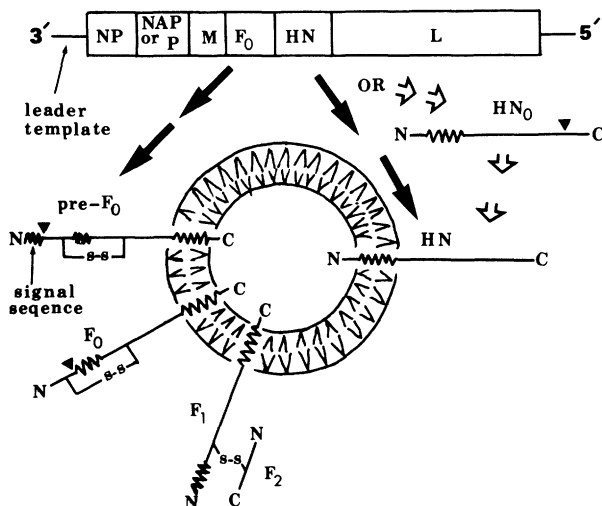 3′ NP NAP or P M F₀ HN L 5′
leader template
OR
HN₀
N C
pre-F₀
N C
s-s
signal seqence
HN
N C
F₀
N C
s-s
F₁
C
N
s-s
N
F₂
C